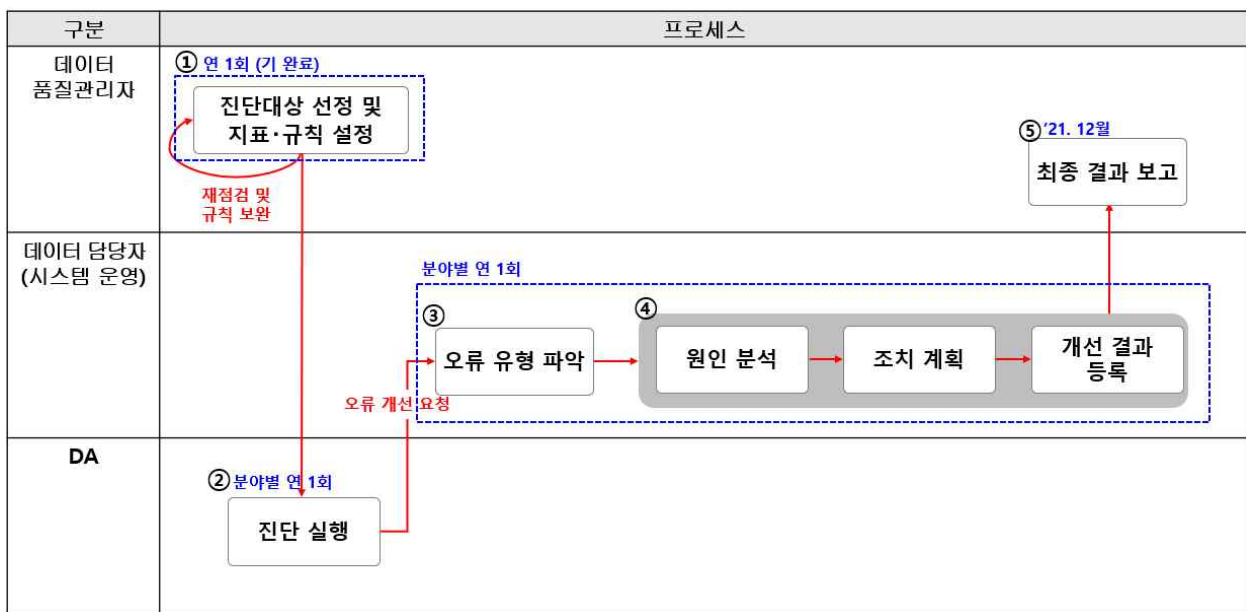 구분
프로세스
데이터
품질관리자
① 연 1회 (기 완료)
진단대상 선정 및
지표·규칙 설정
재점검 및
규칙 보완
⑤ '21. 12월
최종 결과 보고
데이터 담당자
(시스템 운영)
분야별 연 1회
③
오류 유형 파악
④
원인 분석
조치 계획
개선 결과
등록
오류 개선 요청
DA
② 분야별 연 1회
진단 실행